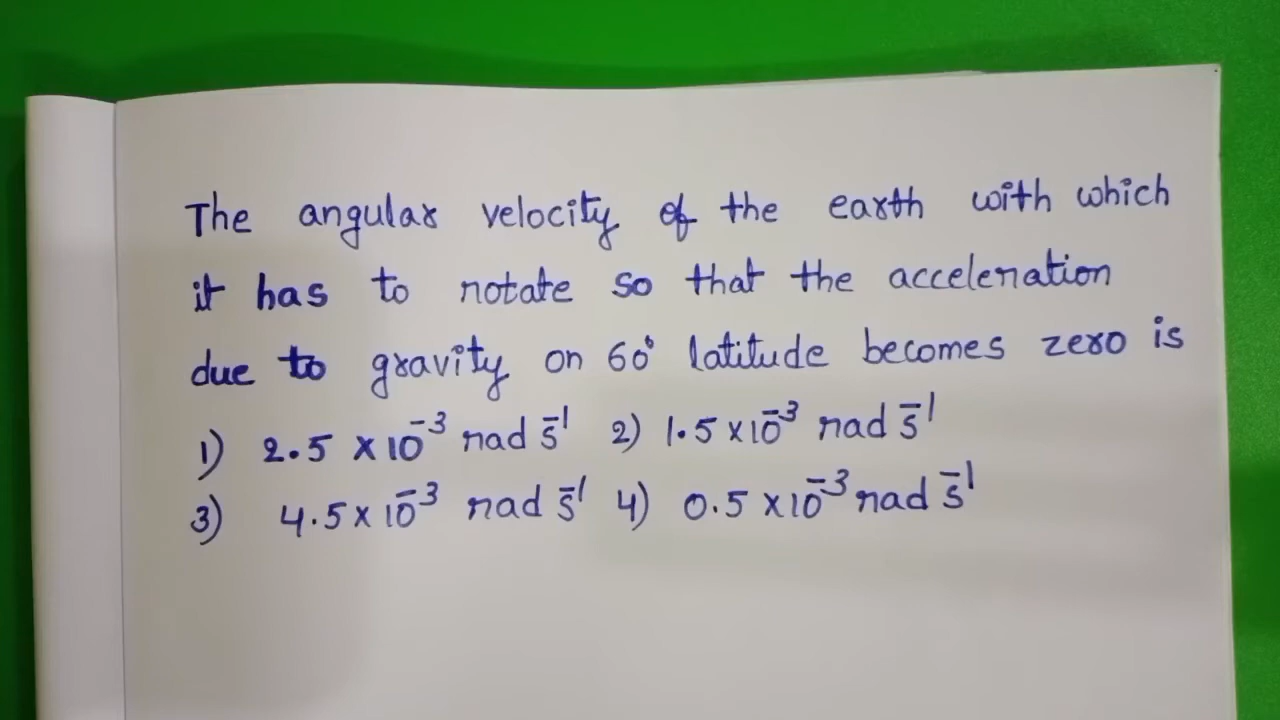 The angular velocity of the earth with which
it has to rotate so that the acceleration
due to gravity on 60° latitude becomes zero is
1) 2.5 × 10⁻³ rad s⁻¹ 2) 1.5 × 10⁻³ rad s⁻¹
3) 4.5 × 10⁻³ rad s⁻¹ 4) 0.5 × 10⁻³ rad s⁻¹